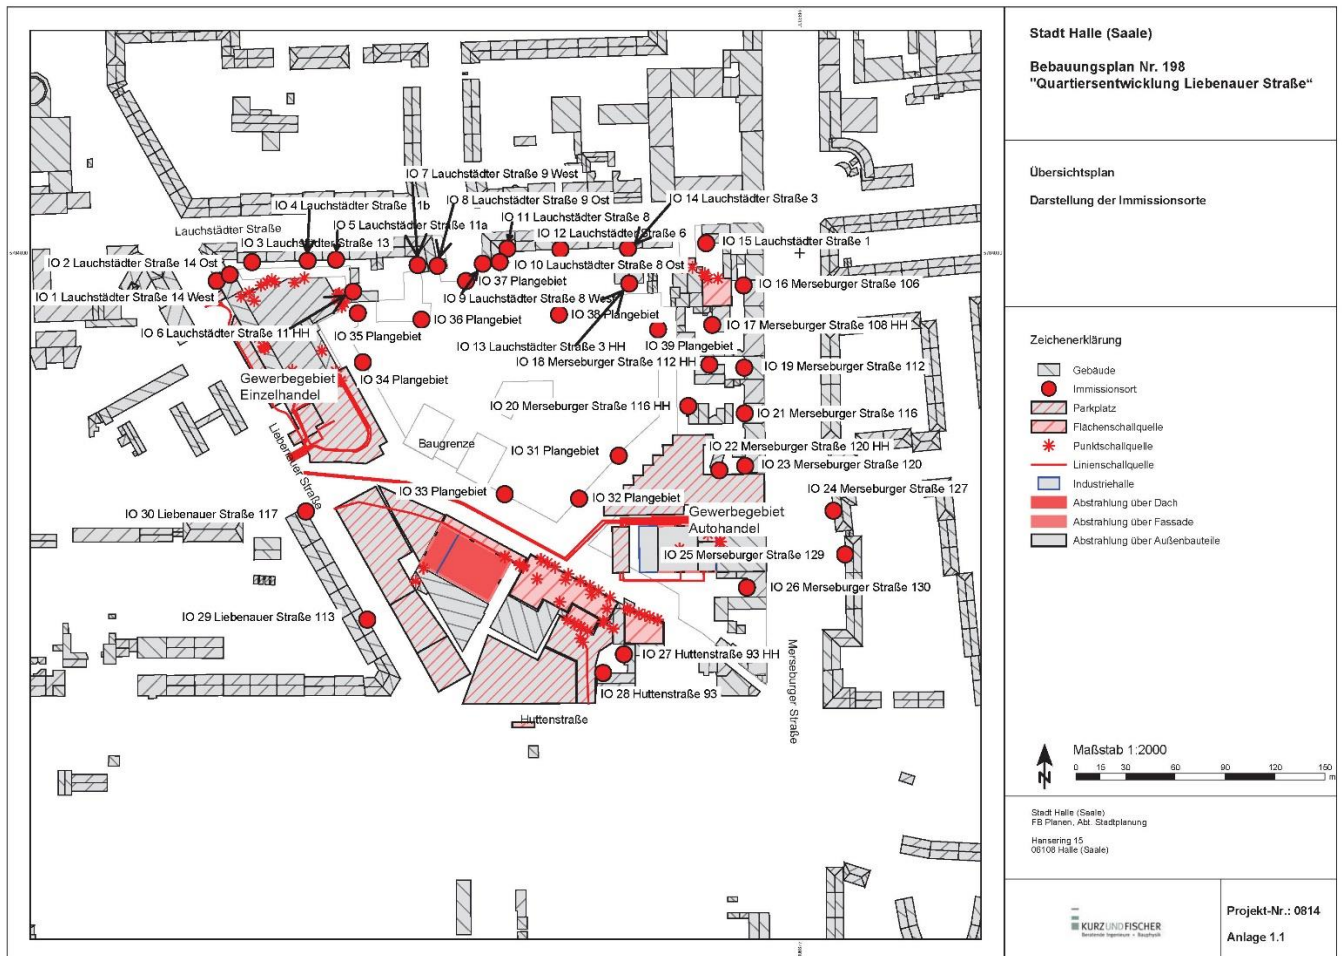 IO 7 Lauchstädter Straße 9 West
IO 8 Lauchstädter Straße 9 Ost
IO 14 Lauchstädter Straße 3
IO 4 Lauchstädter Straße 11b
IO 11 Lauchstädter Straße 8
IO 5 Lauchstädter Straße 11a
Lauchstädter Straße
IO 12 Lauchstädter Straße 6
IO 3 Lauchstädter Straße 13
IO 15 Lauchstädter Straße 1
IO 2 Lauchstädter Straße 14 Ost
IO 10 Lauchstädter Straße 8 Ost
IO 37 Plangebiet
IO 16 Merseburger Straße 106
IO 1 Lauchstädter Straße 14 West
IO 9 Lauchstädter Straße 8 West
IO 38 Plangebiet
IO 36 Plangebiet
IO 17 Merseburger Straße 108 HH
IO 6 Lauchstädter Straße 11 HH
IO 35 Plangebiet
IO 13 Lauchstädter Straße 3 HH
IO 39 Plangebiet
IO 18 Merseburger Straße 112 HH
IO 19 Merseburger Straße 112
IO 34 Plangebiet
Gewerbegebiet
Einzelhandel
IO 20 Merseburger Straße 116 HH
IO 21 Merseburger Straße 116
Liebenauer Straße
Baugrenze
IO 22 Merseburger Straße 120 HH
IO 31 Plangebiet
IO 23 Merseburger Straße 120
IO 24 Merseburger Straße 127
IO 33 Plangebiet
IO 32 Plangebiet
IO 30 Liebenauer Straße 117
Gewerbegebiet
Autohandel
IO 25 Merseburger Straße 129
IO 26 Merseburger Straße 130
IO 29 Liebenauer Straße 113
IO 27 Huttenstraße 93 HH
IO 28 Huttenstraße 93
Merseburger Straße
Huttenstraße
Stadt Halle (Saale)
Bebauungsplan Nr. 198
"Quartiersentwicklung Liebenauer Straße“
Übersichtsplan
Darstellung der Immissionsorte
Zeichenerklärung
Gebäude
Immissionsort
Parkplatz
Flächenschallquelle
Punktschallquelle
Linienschallquelle
Industriehalle
Abstrahlung über Dach
Abstrahlung über Fassade
Abstrahlung über Außenbauteile
Maßstab 1:2000
N
0 15 30 60 90 120 150
m
Stadt Halle (Saale)
FB Planen, Abt. Stadtplanung
Hansering 15
06108 Halle (Saale)
KURZUNDFISCHER
Beratende Ingenieure • Bauphysik
Projekt-Nr.: 0814
Anlage 1.1